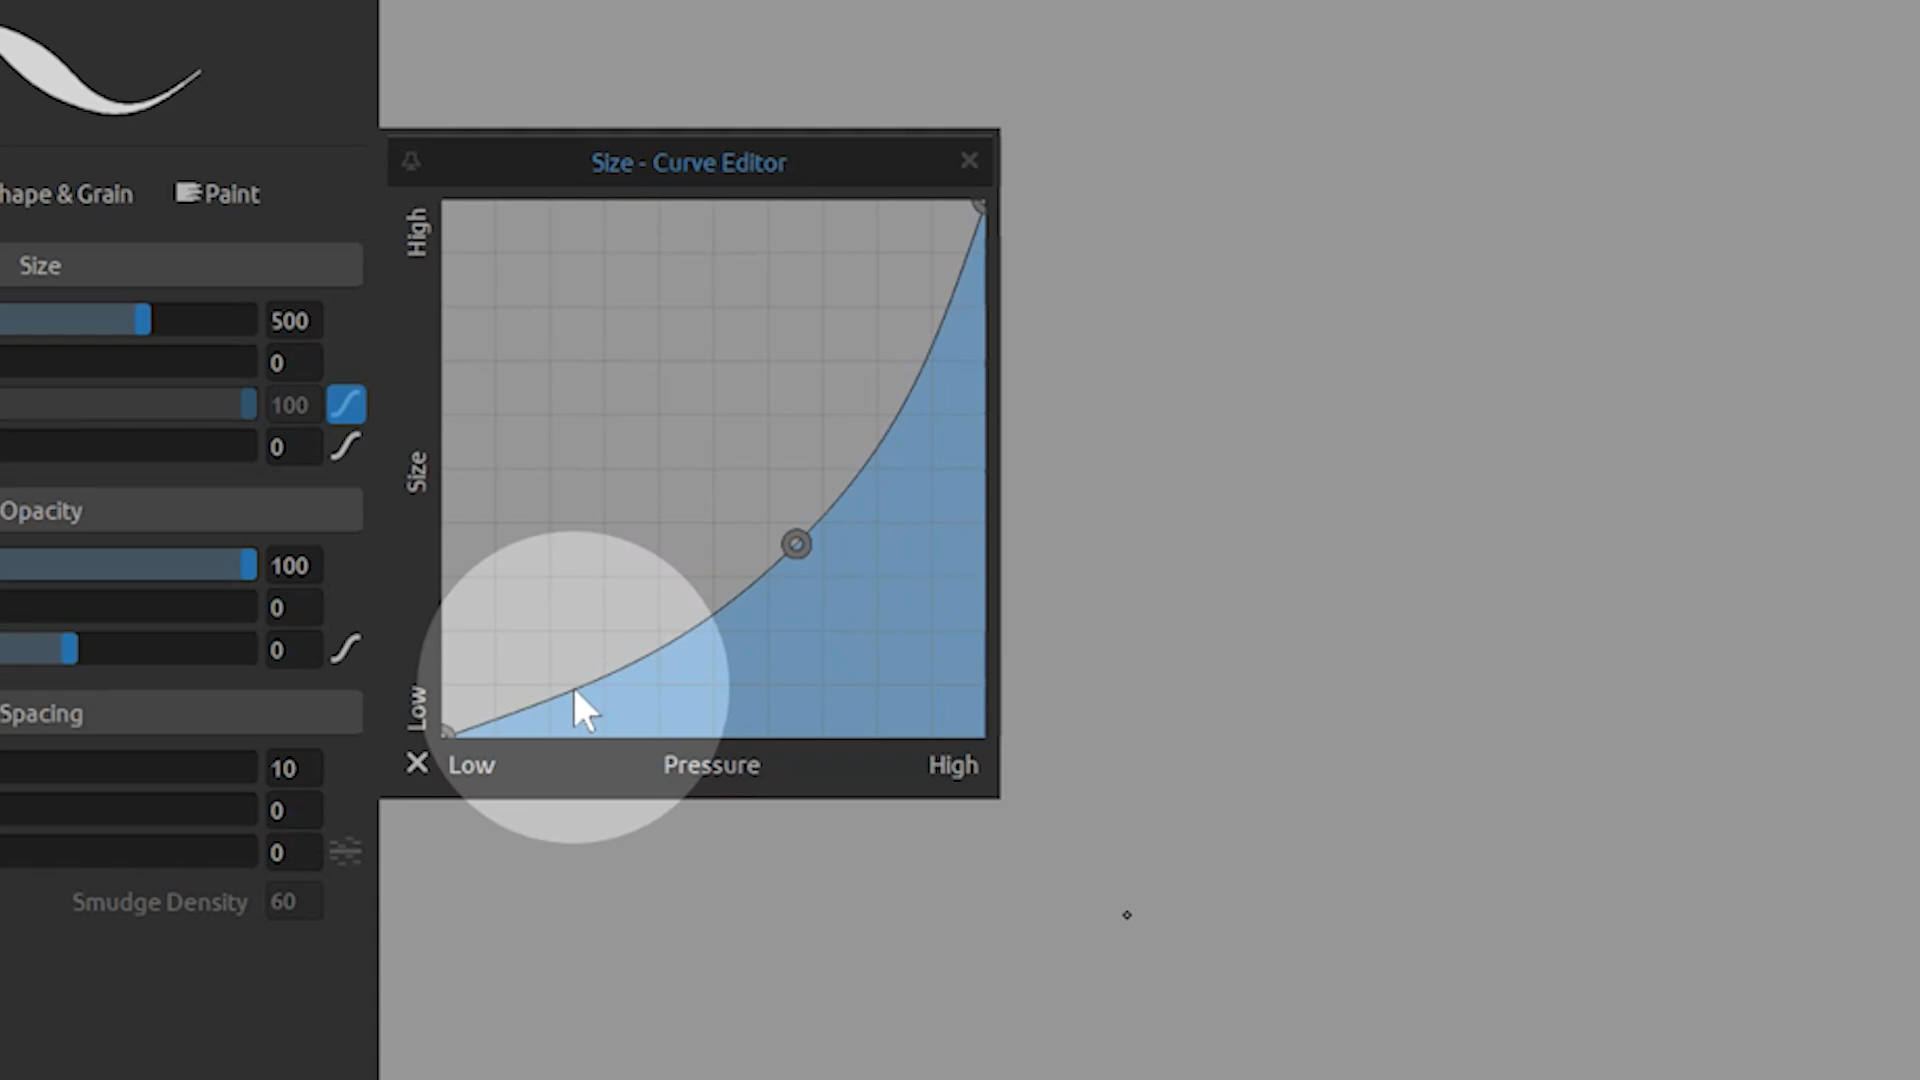 hape & Grain
Paint
Size
500
0
100
0
Opacity
100
0
0
Spacing
10
0
0
Smudge Density 60
Size - Curve Editor
High
Size
Low
Low Pressure High